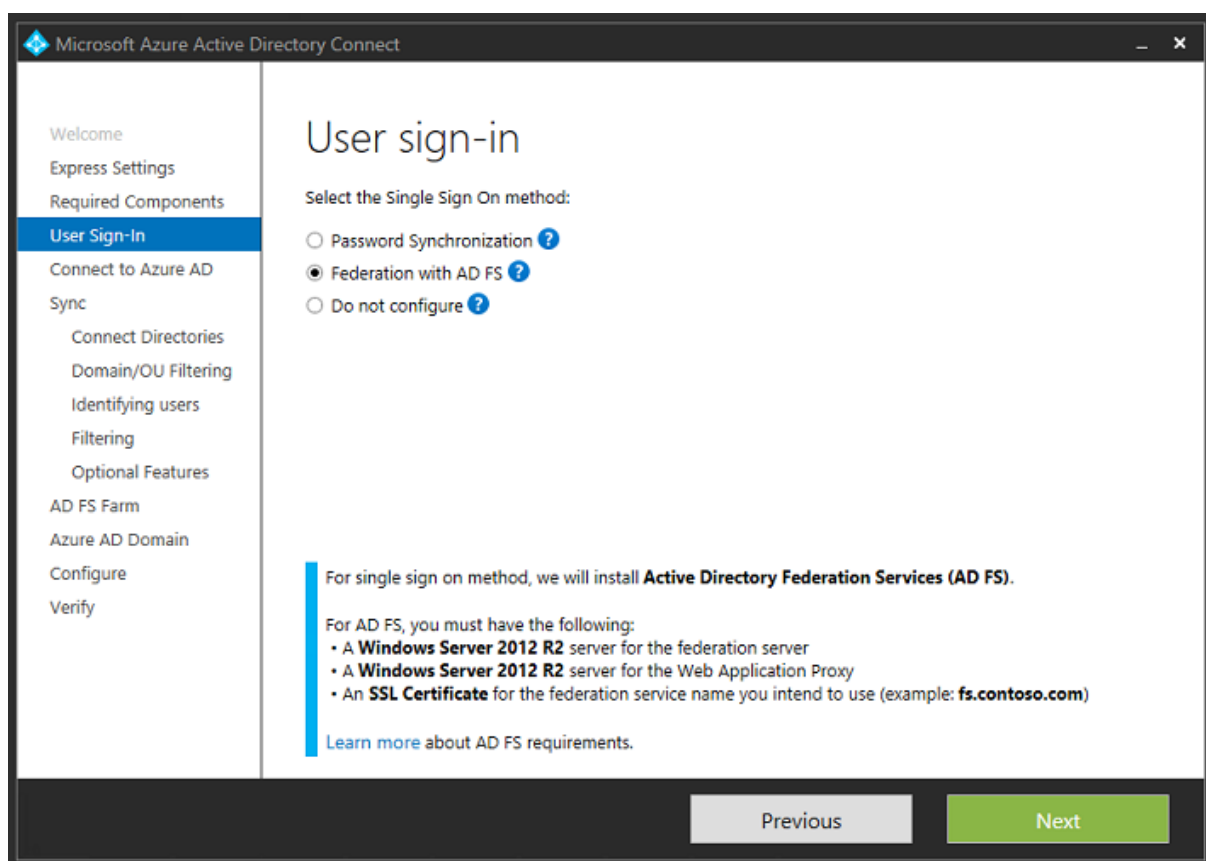 Microsoft Azure Active Directory Connect
Welcome
Express Settings
Required Components
User Sign-In
Connect to Azure AD
Sync
Connect Directories
Domain/OU Filtering
Identifying users
Filtering
Optional Features
AD FS Farm
Azure AD Domain
Configure
Verify
User sign-in
Select the Single Sign On method:
Password Synchronization ?
Federation with AD FS ?
Do not configure ?
For single sign on method, we will install Active Directory Federation Services (AD FS).
For AD FS, you must have the following:
• A Windows Server 2012 R2 server for the federation server
• A Windows Server 2012 R2 server for the Web Application Proxy
• An SSL Certificate for the federation service name you intend to use (example: fs.contoso.com)
Learn more about AD FS requirements.
Previous
Next